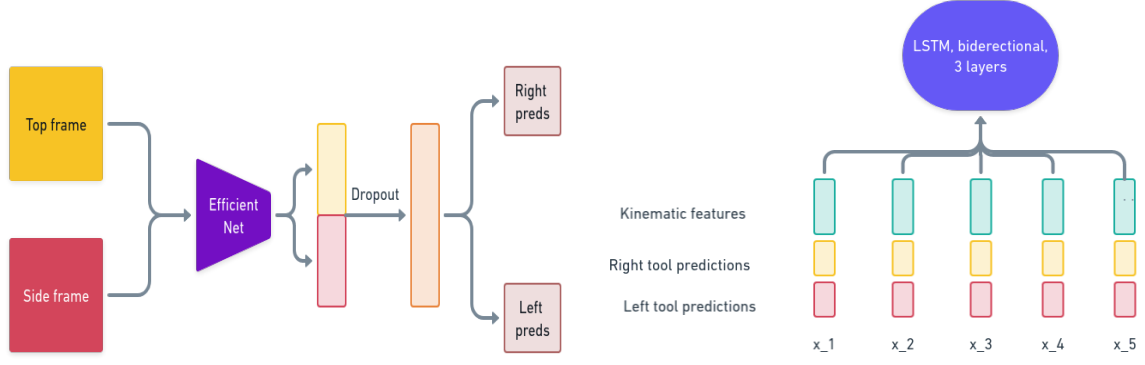 Top frame
Side frame
Efficient
Net
Dropout
Right
preds
Left
preds
LSTM, biderectional,
3 layers
Kinematic features
. .
Right tool predictions
Left tool predictions
x_1 x_2 x_3 x_4 x_5